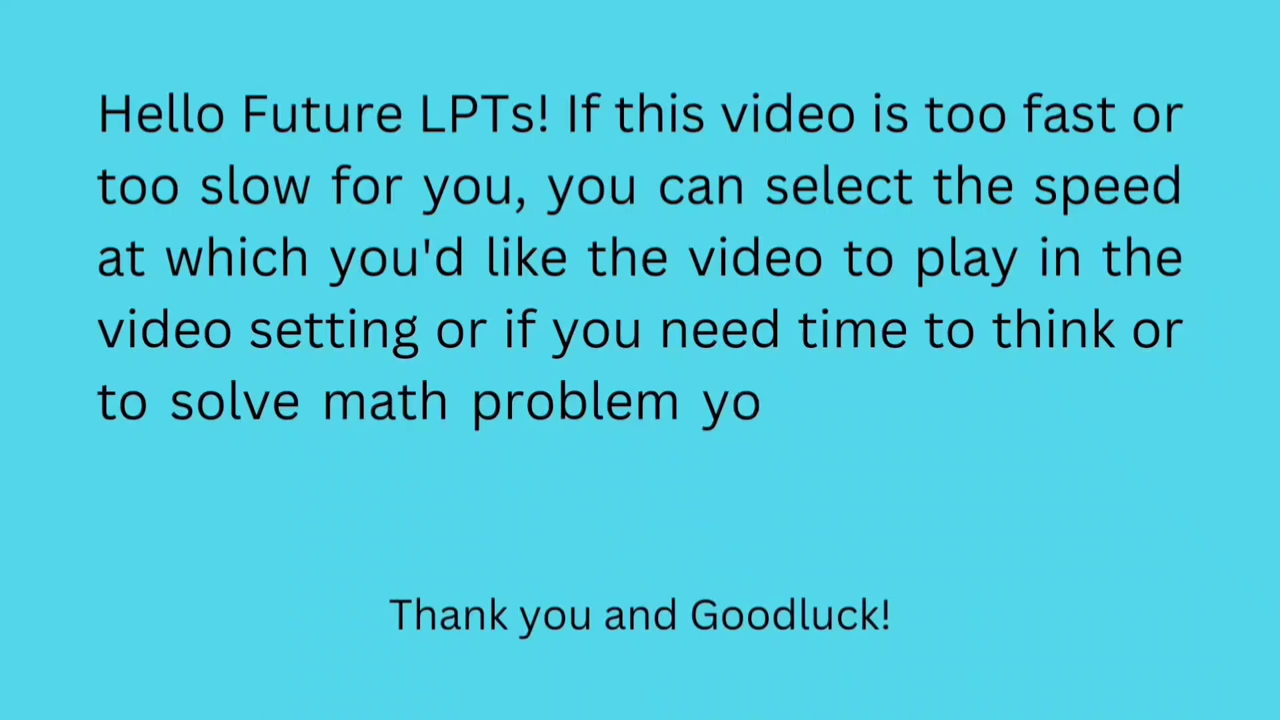 Hello Future LPTs! If this video is too fast or
too slow for you, you can select the speed
at which you'd like the video to play in the
video setting or if you need time to think or
to solve math problem yo
Thank you and Goodluck!